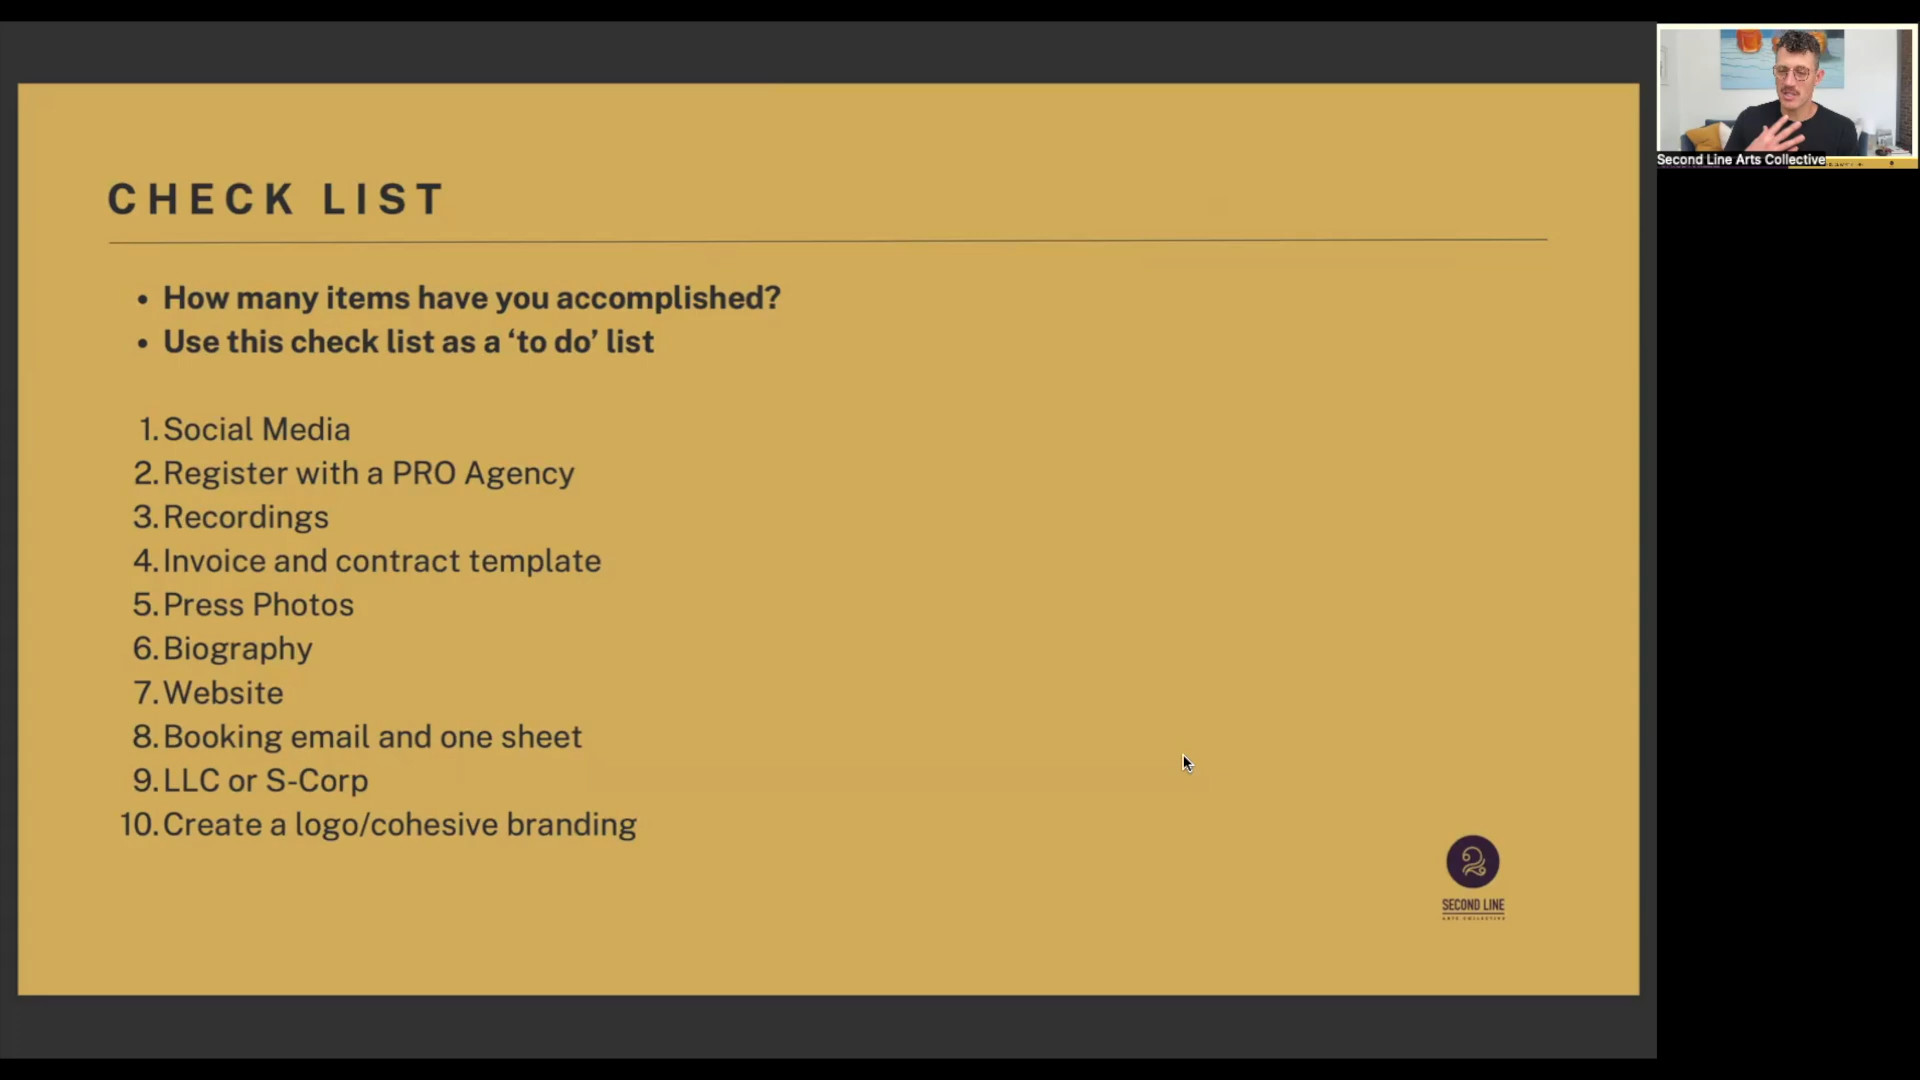 CHECK LIST
• How many items have you accomplished?
• Use this check list as a ‘to do’ list
1. Social Media
2. Register with a PRO Agency
3. Recordings
4. Invoice and contract template
5. Press Photos
6. Biography
7. Website
8. Booking email and one sheet
9. LLC or S-Corp
10. Create a logo/cohesive branding
SECOND LINE
ARTS COLLECTIVE
Second Line Arts Collective